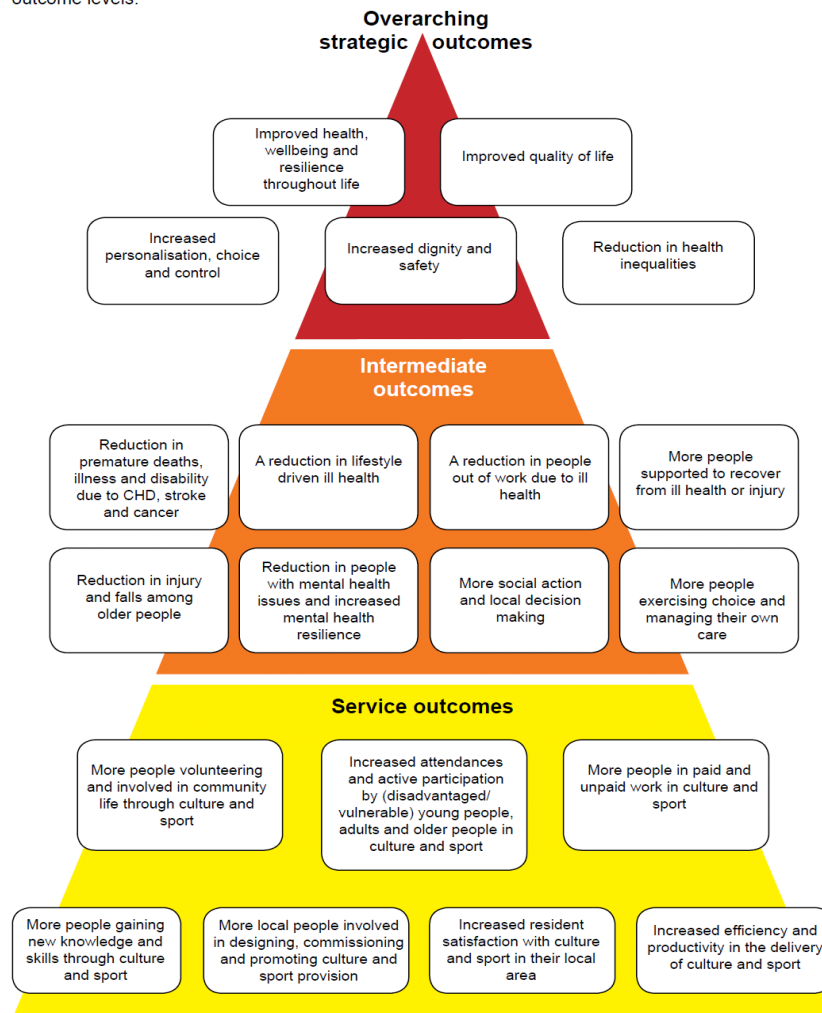 outcome levels.
Overarching
strategic outcomes
Improved health,
wellbeing and
resilience
throughout life
Improved quality of life
Increased
personalisation, choice
and control
Increased dignity and
safety
Reduction in health
inequalities
Intermediate
outcomes
Reduction in
premature deaths,
illness and disability
due to CHD, stroke
and cancer
A reduction in lifestyle
driven ill health
A reduction in people
out of work due to ill
health
More people
supported to recover
from ill health or injury
Reduction in injury
and falls among
older people
Reduction in people
with mental health
issues and increased
mental health
resilience
More social action
and local decision
making
More people
exercising choice and
managing their own
care
Service outcomes
More people volunteering
and involved in community
life through culture and
sport
Increased attendances
and active participation
by (disadvantaged/
vulnerable) young people,
adults and older people in
culture and sport
More people in paid and
unpaid work in culture and
sport
More people gaining
new knowledge and
skills through culture
and sport
More local people involved
in designing, commissioning
and promoting culture and
sport provision
Increased resident
satisfaction with culture
and sport in their local
area
Increased efficiency and
productivity in the delivery
of culture and sport